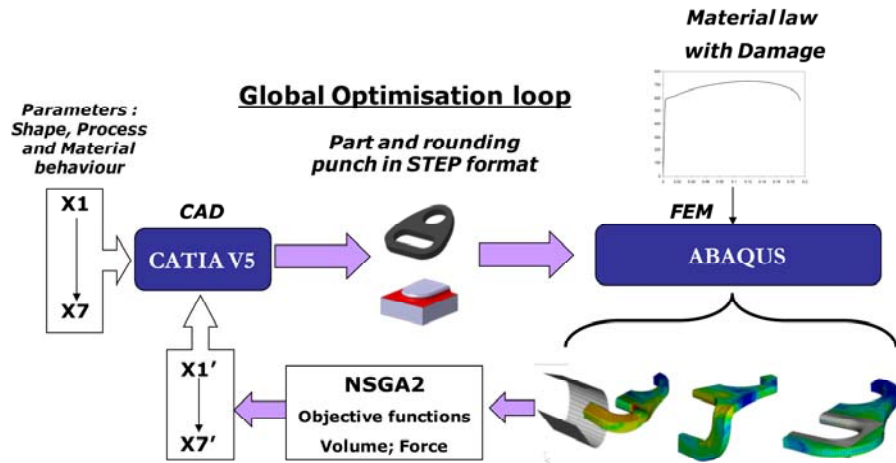 Material law
with Damage
Global Optimisation loop
Parameters :
Shape, Process
and Material
behaviour
Part and rounding
punch in STEP format
X1
X7
CAD
CATIA V5
FEM
ABAQUS
X1'
X7'
NSGA2
Objective functions
Volume; Force